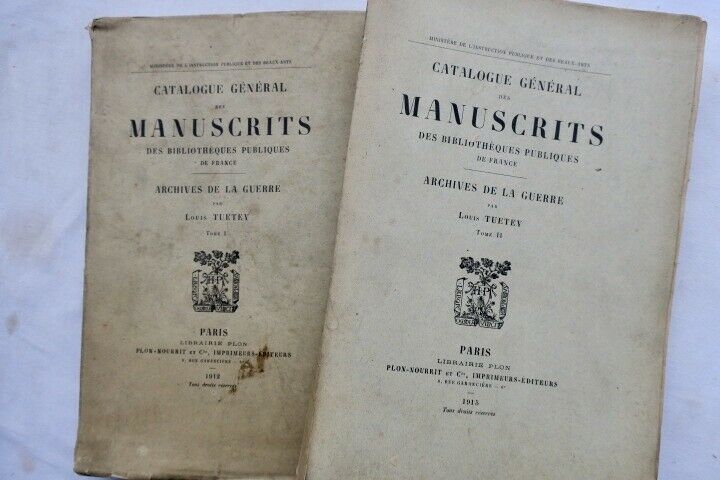 MINISTÈRE DE L'INSTRUCTION PUBLIQUE ET DES BEAUX-ARTS
CATALOGUE GÉNÉRAL
DES
MANUSCRITS
DES BIBLIOTHÈQUES PUBLIQUES
DE FRANCE
ARCHIVES DE LA GUERRE
PAR
LOUIS TUETEY
TOME I
PARIS
LIBRAIRIE PLON
PLON-NOURRIT ET Cie, IMPRIMEURS-ÉDITEURS
8, RUE GARANCIÈRE — 6e
1912
Tous droits réservés
MINISTÈRE DE L'INSTRUCTION PUBLIQUE ET DES BEAUX-ARTS
CATALOGUE GÉNÉRAL
DES
MANUSCRITS
DES BIBLIOTHÈQUES PUBLIQUES
DE FRANCE
ARCHIVES DE LA GUERRE
PAR
LOUIS TUETEY
TOME II
PARIS
LIBRAIRIE PLON
PLON-NOURRIT ET Cie, IMPRIMEURS-ÉDITEURS
8, RUE GARANCIÈRE — 6e
1915
Tous droits réservés